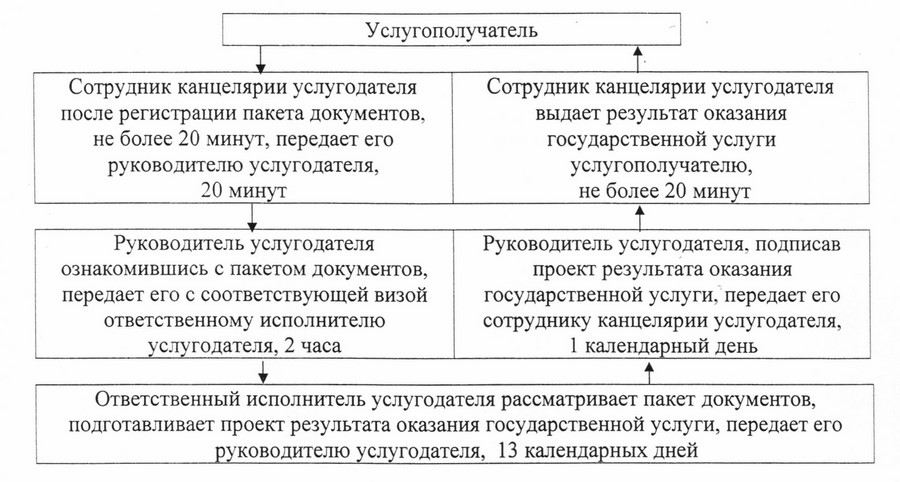 Услугополучатель
Сотрудник канцелярии услугодателя
после регистрации пакета документов,
не более 20 минут, передает его
руководителю услугодателя,
20 минут
Сотрудник канцелярии услугодателя
выдает результат оказания
государственной услуги
услугополучателю,
не более 20 минут
Руководитель услугодателя
ознакомившись с пакетом документов,
передает его с соответствующей визой
ответственному исполнителю
услугодателя, 2 часа
Руководитель услугодателя, подписав
проект результата оказания
государственной услуги, передает его
сотруднику канцелярии услугодателя,
1 календарный день
Ответственный исполнитель услугодателя рассматривает пакет документов,
подготавливает проект результата оказания государственной услуги, передает его
руководителю услугодателя, 13 календарных дней